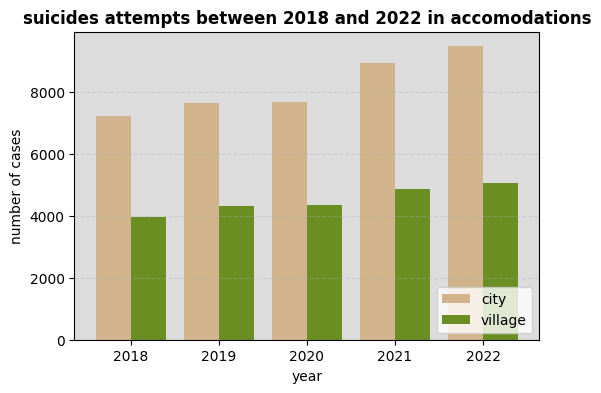 suicides attempts between 2018 and 2022 in accomodations
number of cases
8000
6000
4000
2000
0
2018 2019 2020 2021 2022
year
city
village